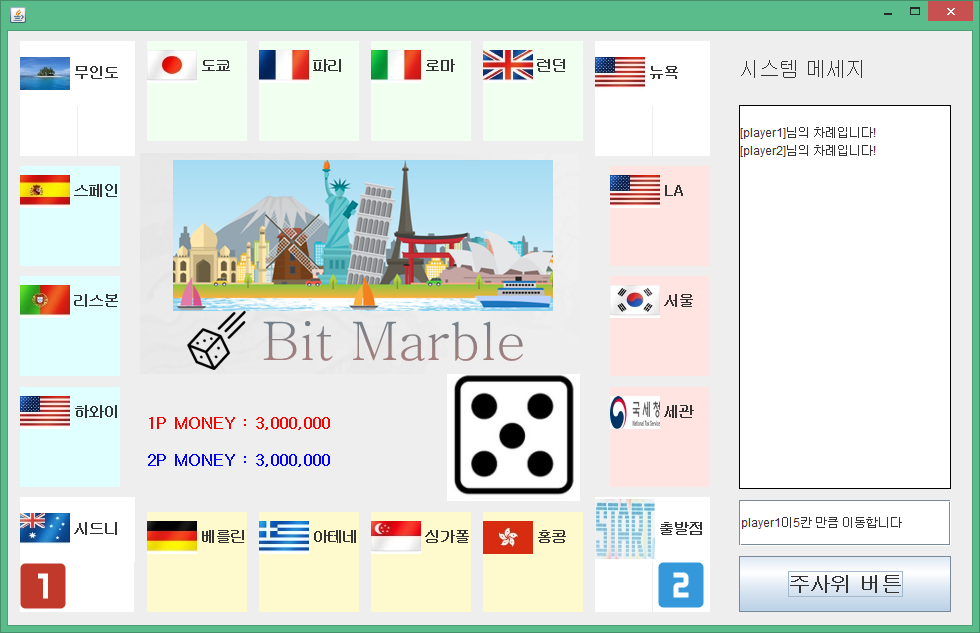 무인도
도쿄
파리
로마
런던
뉴욕
시스템 메세지
[player1]님의 차례입니다!
[player2]님의 차례입니다!
스페인
LA
리스본
서울
Bit Marble
하와이
국세청
National Tax Service
세관
1P MONEY : 3,000,000
2P MONEY : 3,000,000
시드니
베를린
아테네
싱가폴
홍콩
START
출발점
player1이5칸 만큼 이동합니다
1
2
주사위 버튼